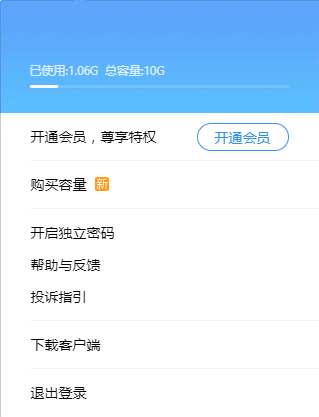 已使用:1.06G 总容量:10G
开通会员，尊享特权 开通会员
购买容量 新
开启独立密码
帮助与反馈
投诉指引
下载客户端
退出登录